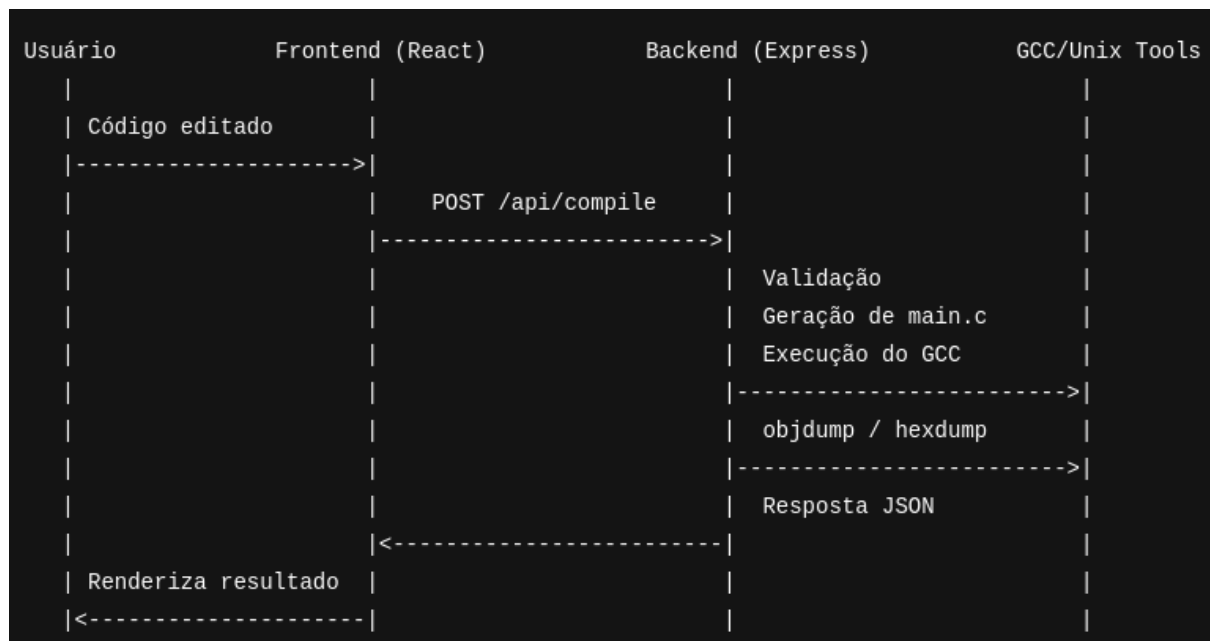 Usuário Frontend (React) Backend (Express) GCC/Unix Tools
| | | |
| Código editado | | |
|--------------------->| | |
| | POST /api/compile | |
| |------------------------->| |
| | | Validação |
| | | Geração de main.c |
| | | Execução do GCC |
| | |------------------------->|
| | | objdump / hexdump |
| | |------------------------->|
| | | Resposta JSON |
| |<-------------------------| |
| Renderiza resultado | | |
|<---------------------| | |